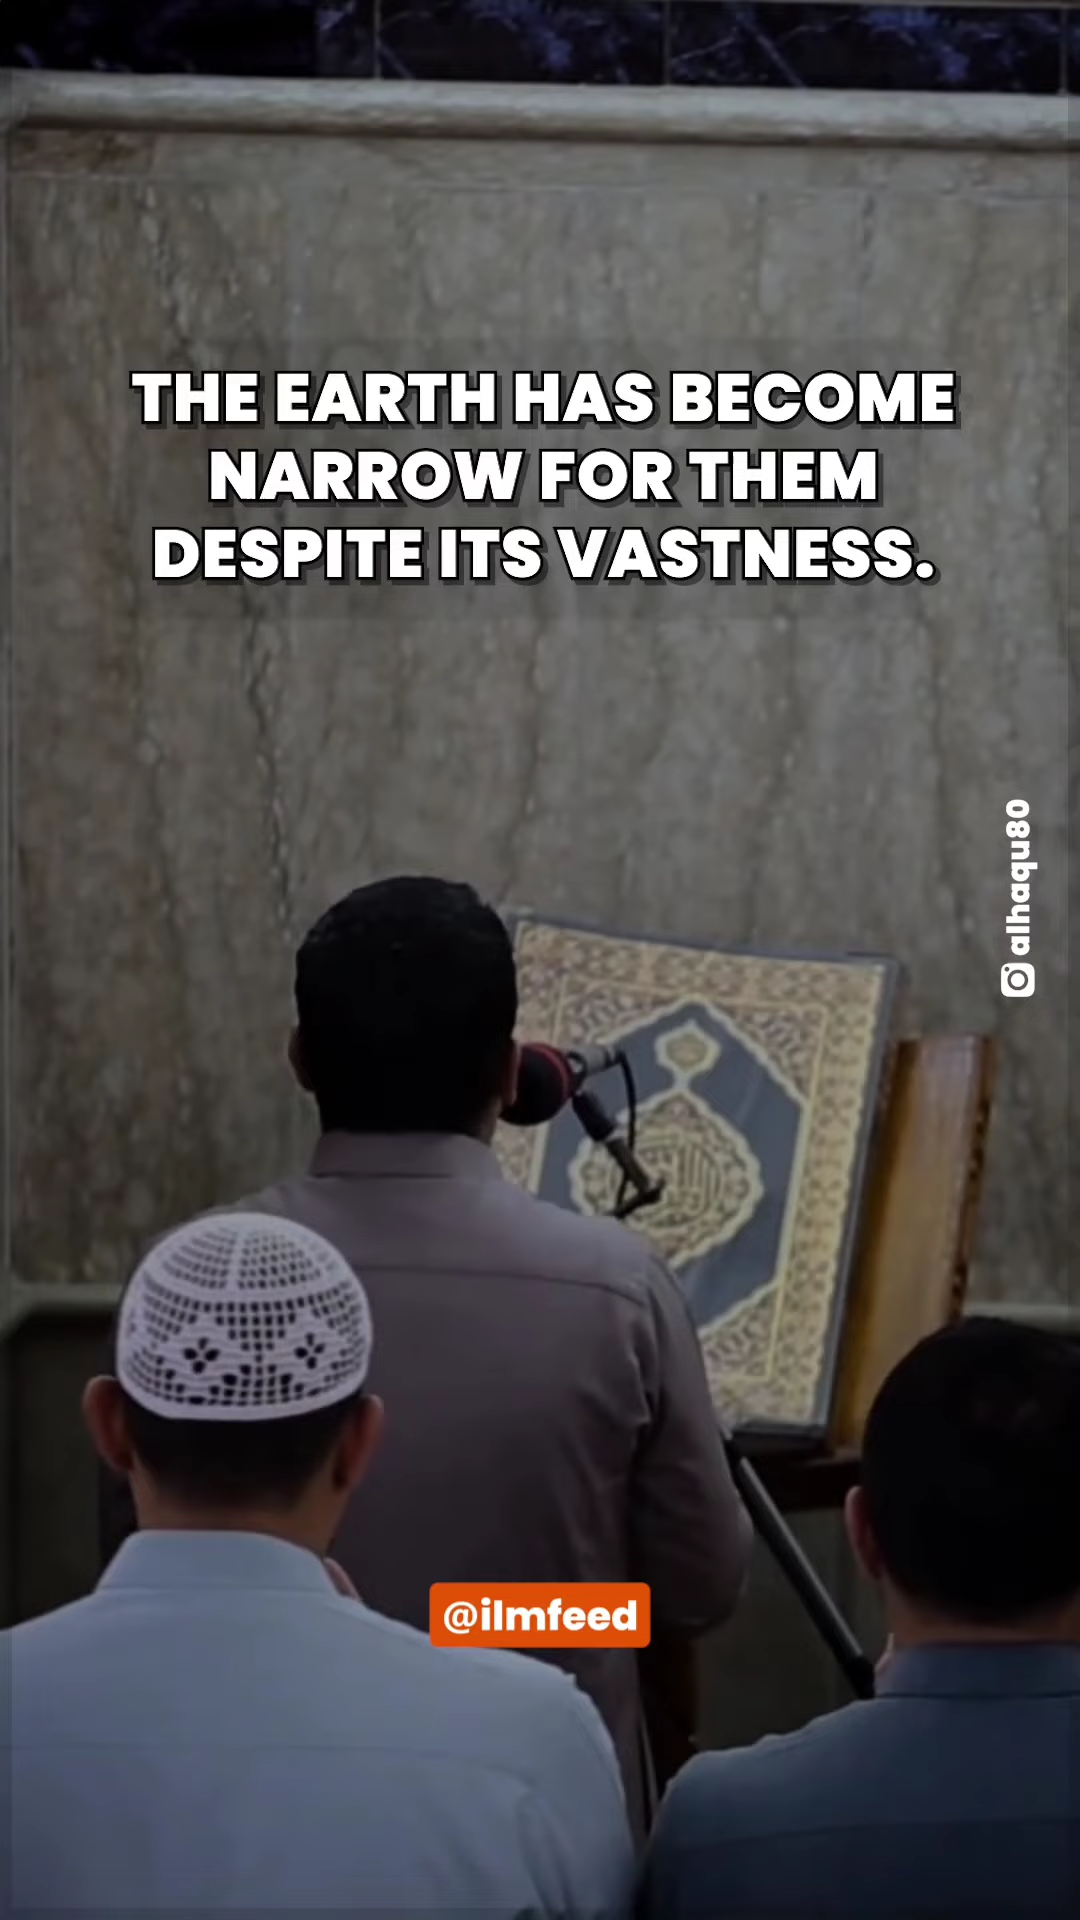 THE EARTH HAS BECOME
NARROW FOR THEM
DESPITE ITS VASTNESS.
alhaqu80
@ilmfeed